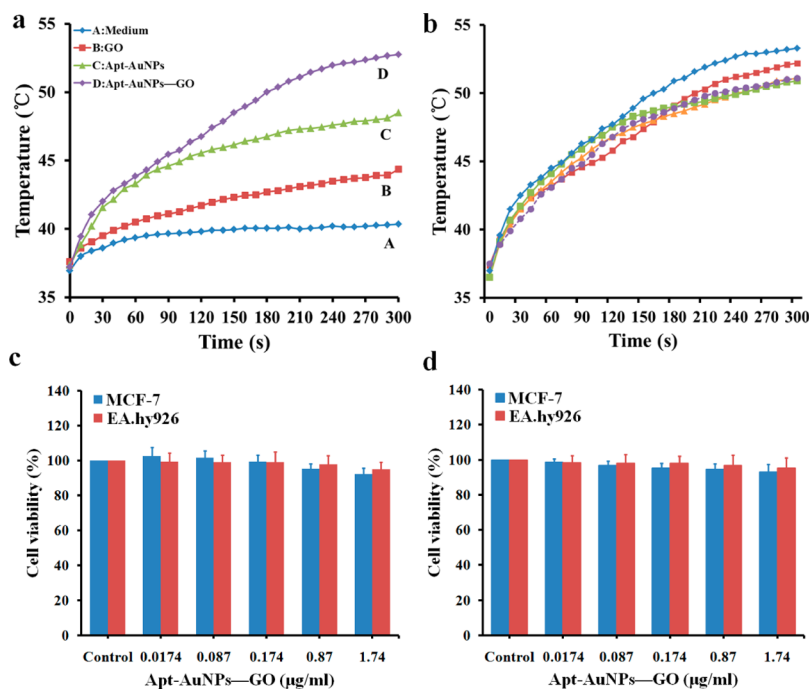 a
55
50
45
40
35
Temperature (℃)
A:Medium
B:GO
C:Apt-AuNPs
D:Apt-AuNPs—GO
D
C
B
A
0 30 60 90 120 150 180 210 240 270 300
Time (s)
b
55
50
45
40
35
Temperature (℃)
0 30 60 90 120 150 180 210 240 270 300
Time (s)
c
140
120
100
80
60
40
20
0
Cell viability (%)
MCF-7
EA.hy926
Control 0.0174 0.087 0.174 0.87 1.74
Apt-AuNPs—GO (μg/ml)
d
140
120
100
80
60
40
20
0
Cell viability (%)
MCF-7
EA.hy926
Control 0.0174 0.087 0.174 0.87 1.74
Apt-AuNPs—GO (μg/ml)